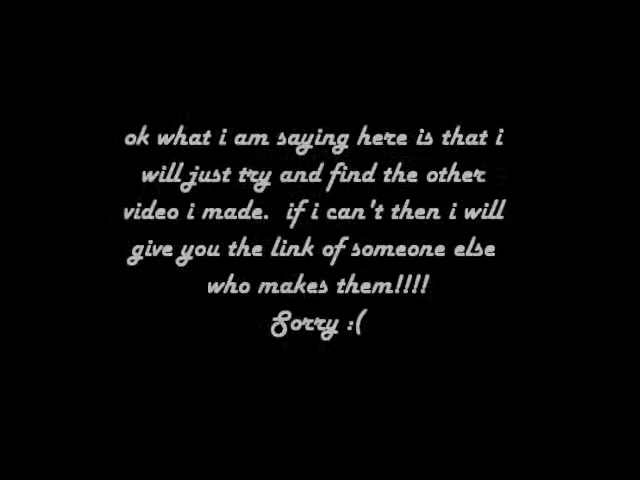 ok what i am saying here is that i
will just try and find the other
video i made.  if i can't then i will
give you the link of someone else
who makes them!!!!
Sorry :(